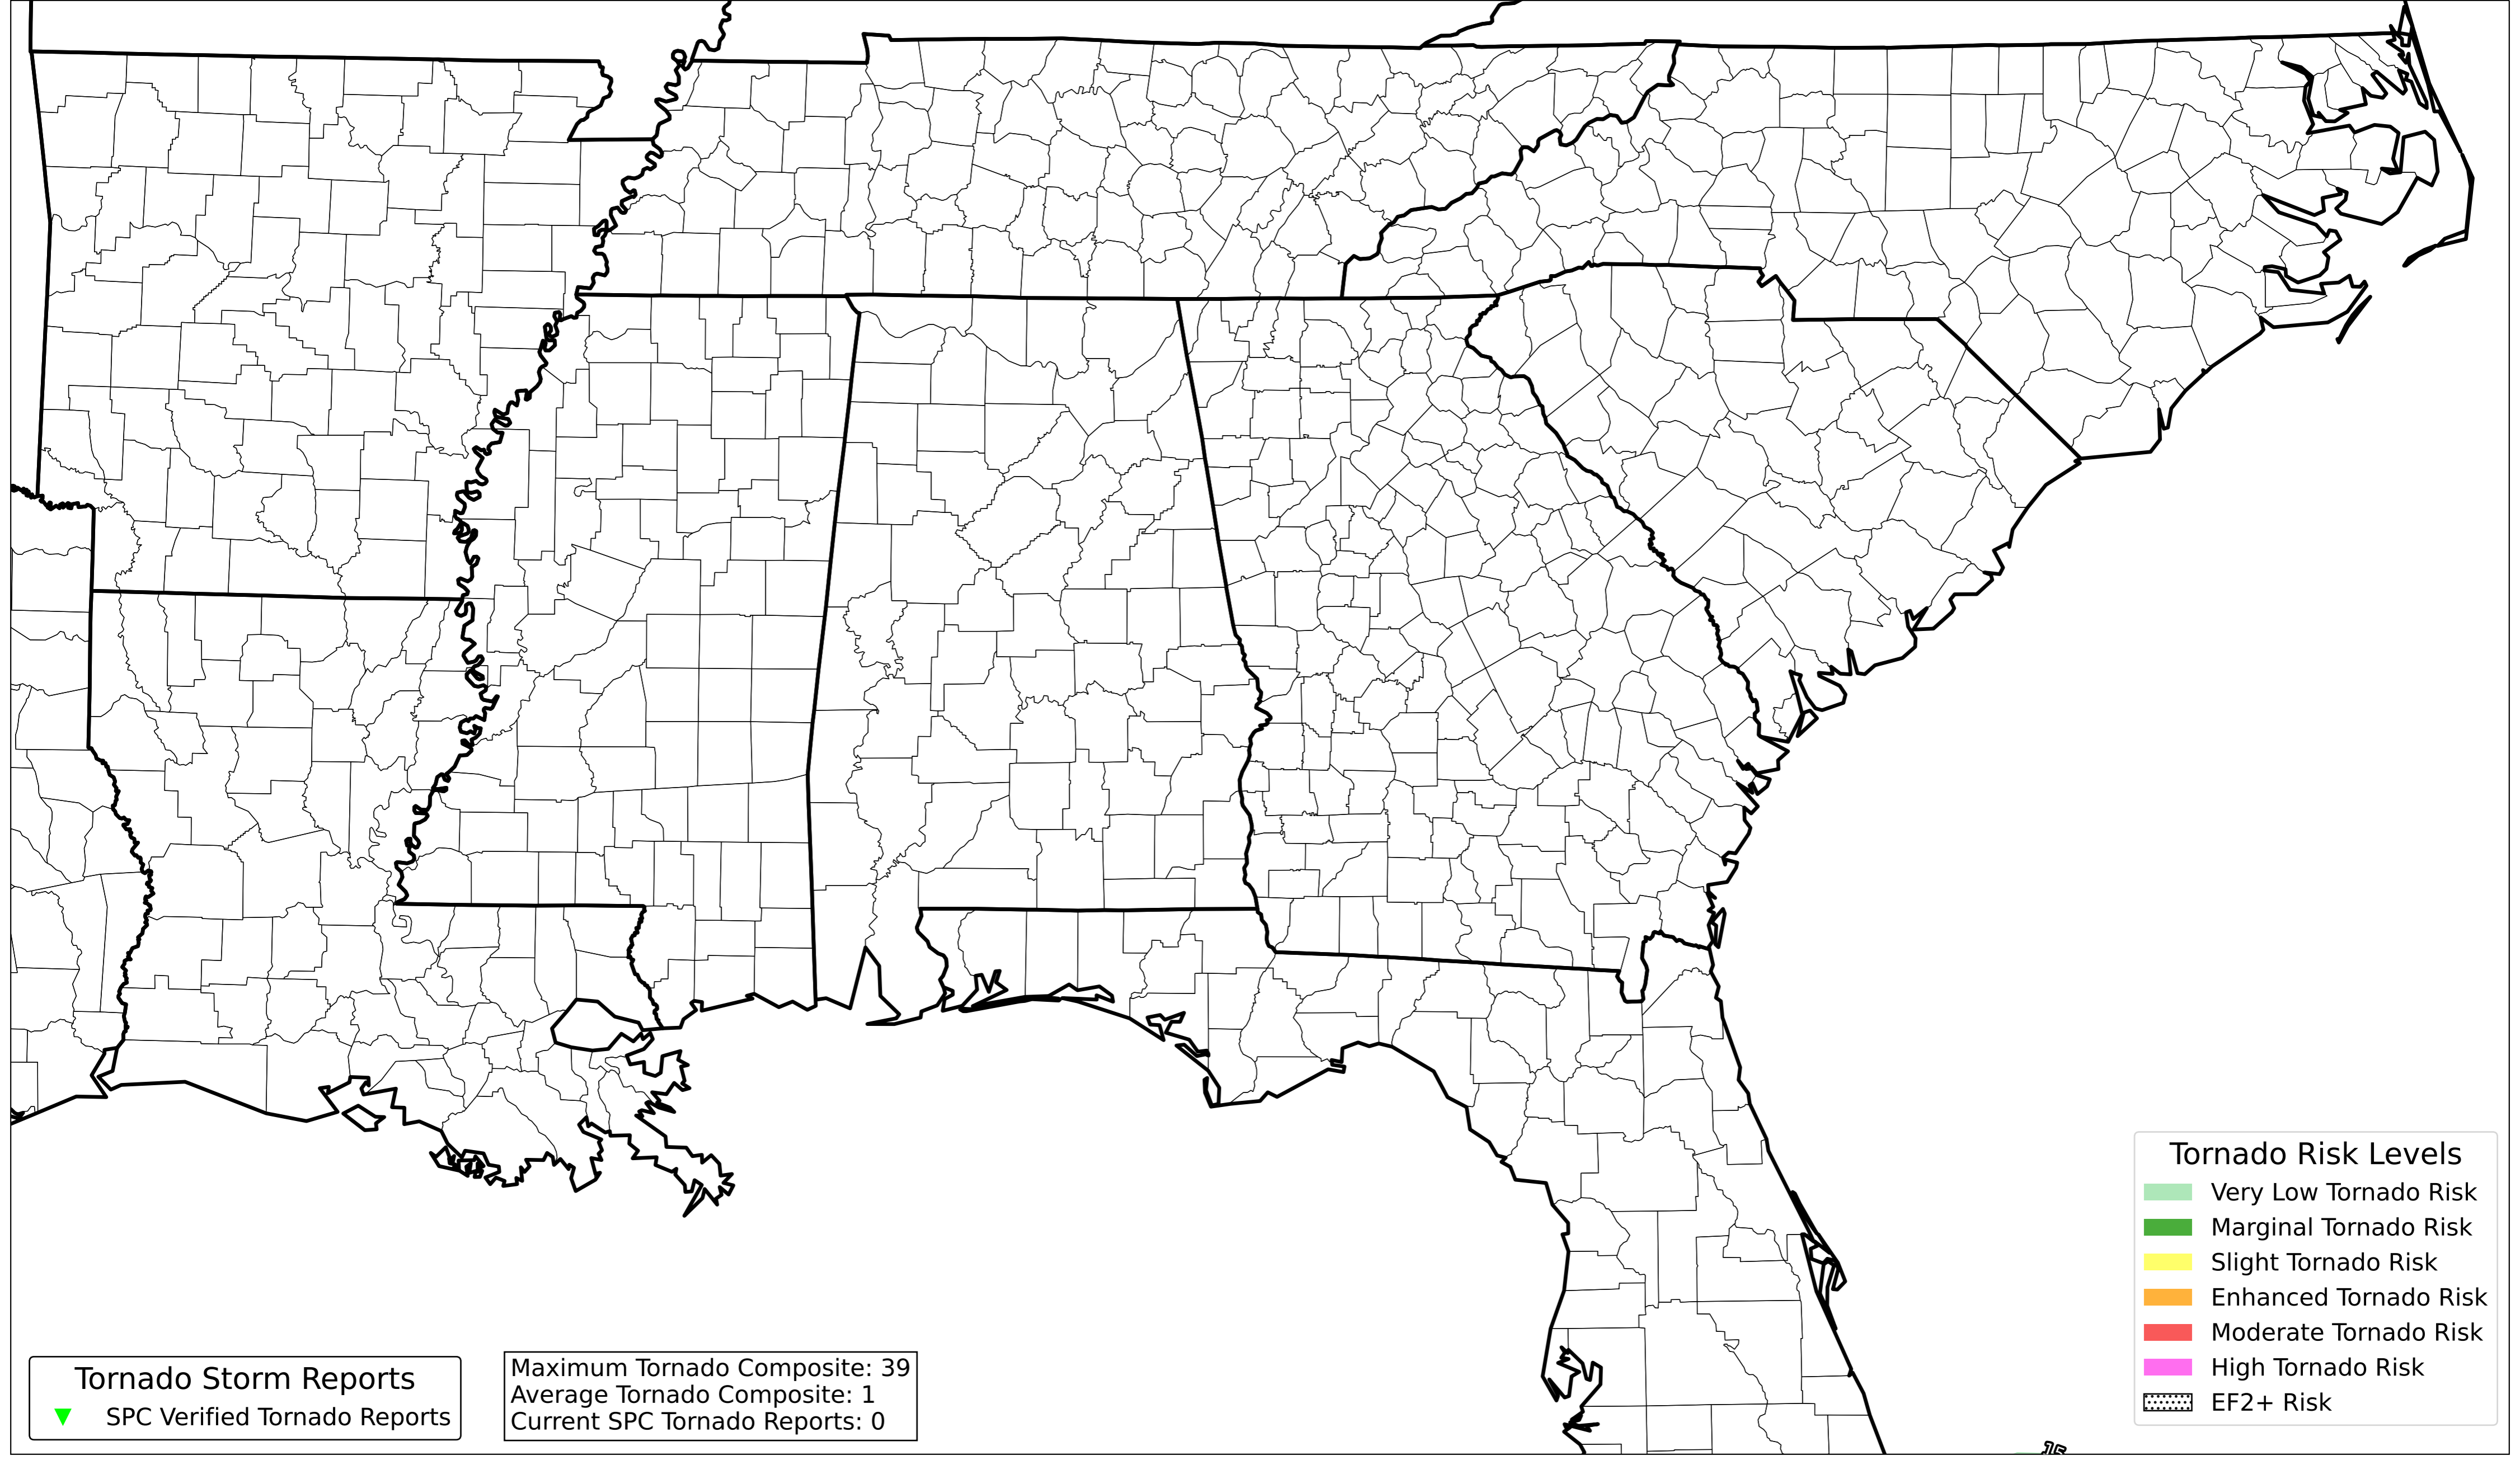 Tornado Risk Levels
Very Low Tornado Risk
Marginal Tornado Risk
Slight Tornado Risk
Enhanced Tornado Risk
Moderate Tornado Risk
High Tornado Risk
EF2+ Risk
Tornado Storm Reports
SPC Verified Tornado Reports
Maximum Tornado Composite: 39
Average Tornado Composite: 1
Current SPC Tornado Reports: 0